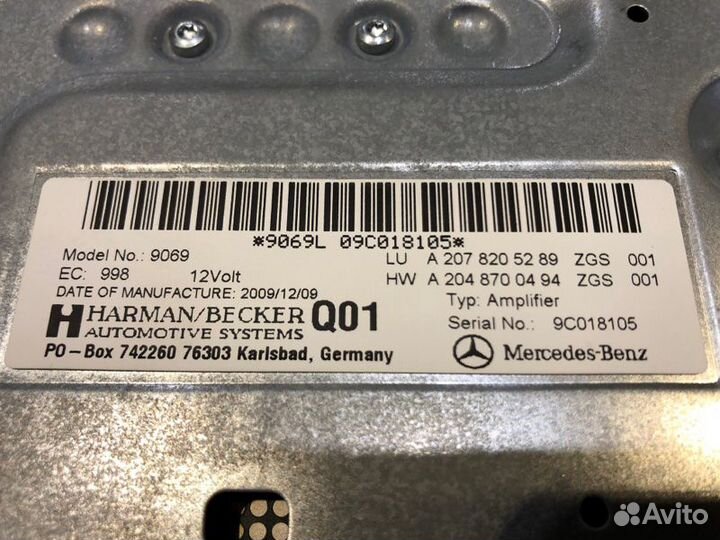 *9069L 09C018105*
Model No.: 9069
EC: 998 12Volt
DATE OF MANUFACTURE: 2009/12/09
HARMAN/BECKER Q01
AUTOMOTIVE SYSTEMS
PO-Box 742260 76303 Karlsbad, Germany
LU A 207 820 52 89 ZGS 001
HW A 204 870 04 94 ZGS 001
Typ: Amplifier
Serial No.: 9C018105
Mercedes-Benz
Avito